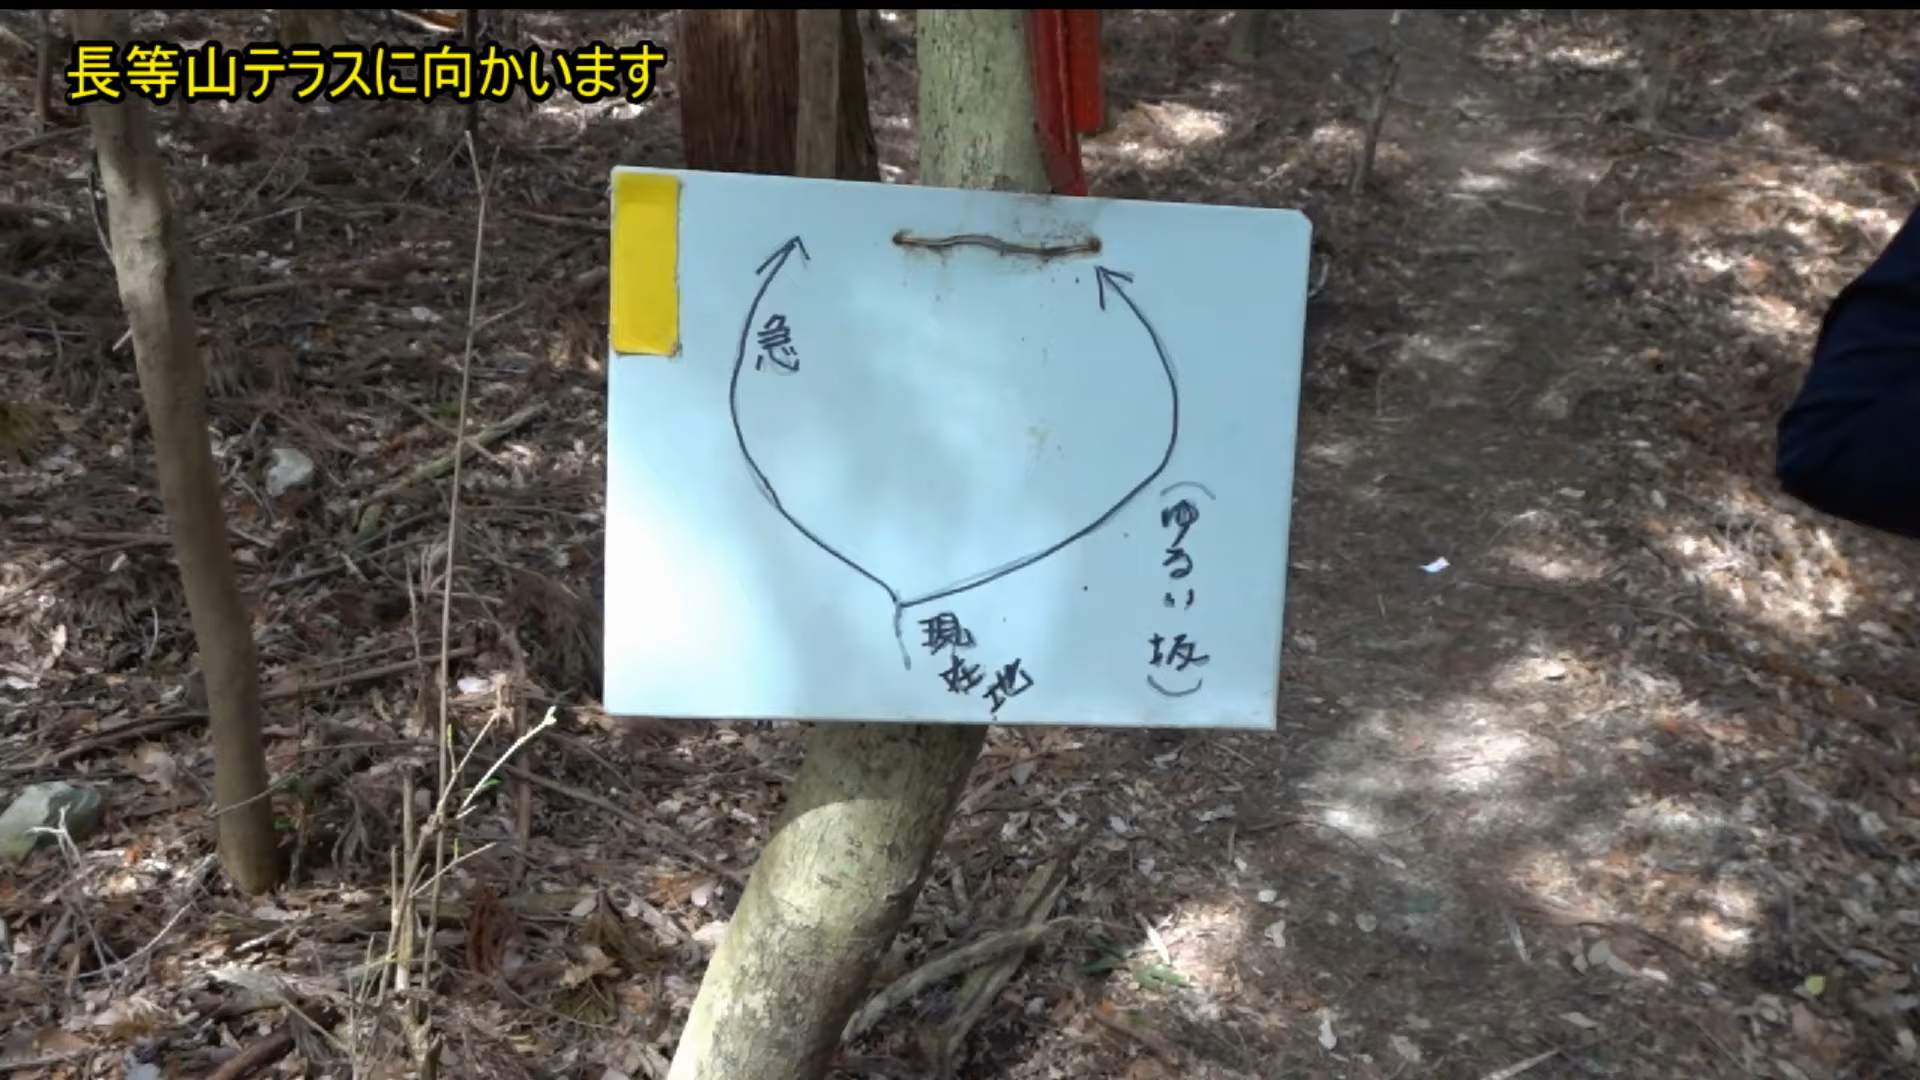 長等山テラスに向かいます
急
(ゆるい坂)
現在地